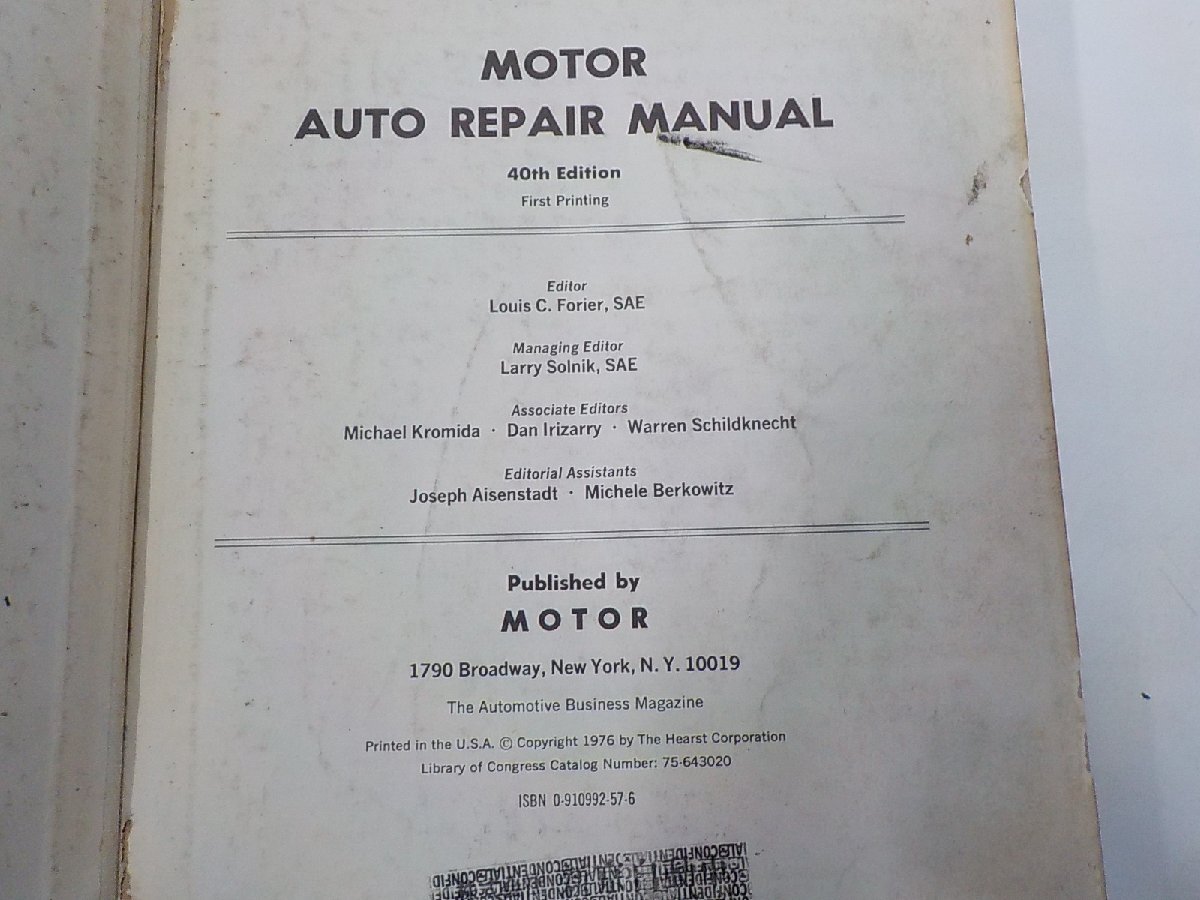 MOTOR
AUTO REPAIR MANUAL
40th Edition
First Printing
Editor
Louis C. Forier, SAE
Managing Editor
Larry Solnik, SAE
Associate Editors
Michael Kromida · Dan Irizarry · Warren Schildknecht
Editorial Assistants
Joseph Aisenstadt · Michele Berkowitz
Published by
MOTOR
1790 Broadway, New York, N. Y. 10019
The Automotive Business Magazine
Printed in the U.S.A. © Copyright 1976 by The Hearst Corporation
Library of Congress Catalog Number: 75-643020
ISBN 0-910992-57-6